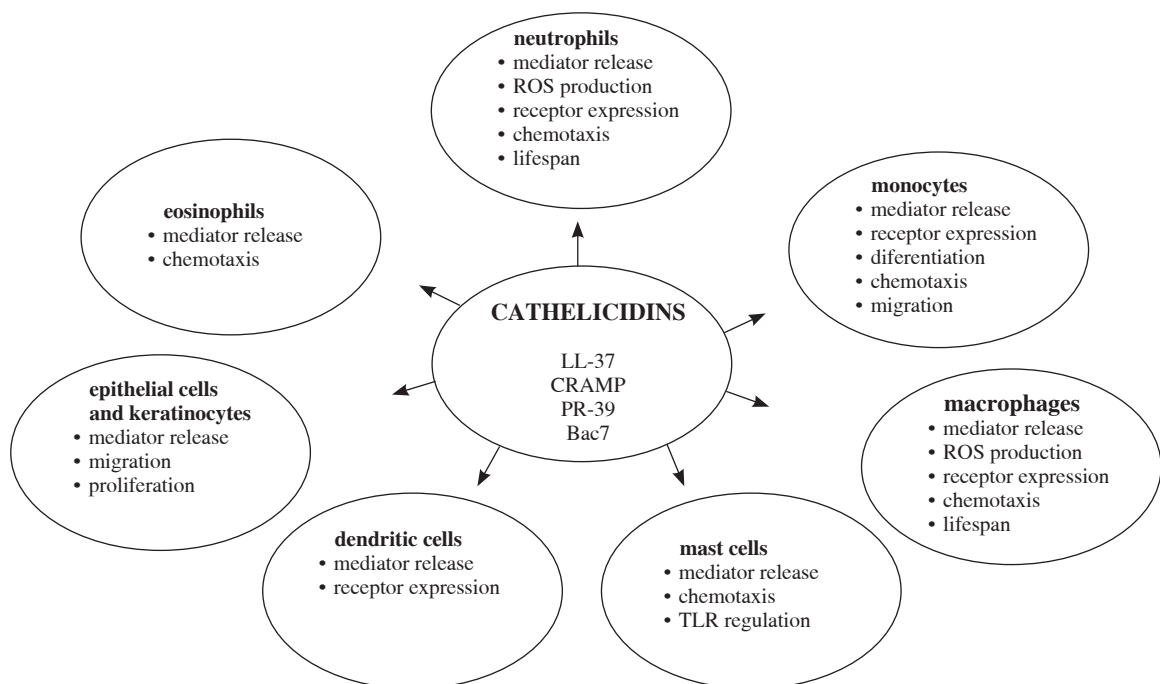 neutrophils
• mediator release
• ROS production
• receptor expression
• chemotaxis
• lifespan
eosinophils
• mediator release
• chemotaxis
monocytes
• mediator release
• receptor expression
• diferentiation
• chemotaxis
• migration
CATHELICIDINS
LL-37
CRAMP
PR-39
Bac7
epithelial cells
and keratinocytes
• mediator release
• migration
• proliferation
macrophages
• mediator release
• ROS production
• receptor expression
• chemotaxis
• lifespan
dendritic cells
• mediator release
• receptor expression
mast cells
• mediator release
• chemotaxis
• TLR regulation